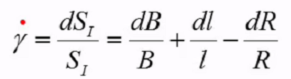 γ = dS_I / S_I = dB / B + dl / l − dR / R